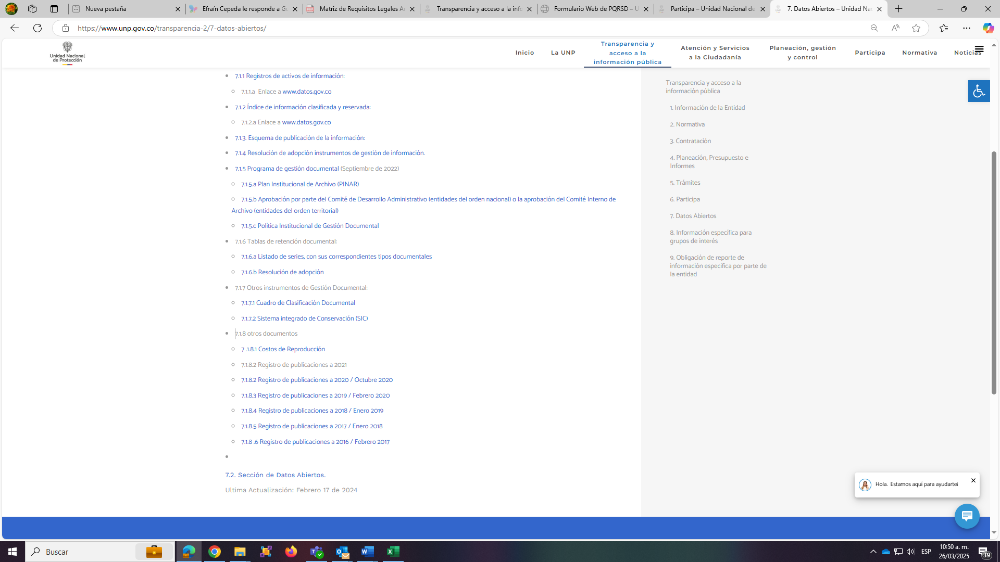 Nueva pestaña
Efraín Cepeda le responde a Gu
Matriz de Requisitos Legales Am
Transparencia y acceso a la info
Formulario Web de PQRSD – U
Participa – Unidad Nacional de
7. Datos Abiertos – Unidad Nac
https://www.unp.gov.co/transparencia-2/7-datos-abiertos/
Unidad Nacional
de Protección
Inicio
La UNP
Transparencia y
acceso a la
información pública
Atención y Servicios
a la Ciudadanía
Planeación, gestión
y control
Participa
Normativa
Noticias
7.1.1 Registros de activos de información:
7.1.1.a Enlace a www.datos.gov.co
7.1.2 Índice de información clasificada y reservada:
7.1.2.a Enlace a www.datos.gov.co
7.1.3. Esquema de publicación de la información:
7.1.4 Resolución de adopción instrumentos de gestión de información.
7.1.5 Programa de gestión documental (Septiembre de 2022)
7.1.5.a Plan Institucional de Archivo (PINAR)
7.1.5.b Aprobación por parte del Comité de Desarrollo Administrativo (entidades del orden nacional) o la aprobación del Comité Interno de
Archivo (entidades del orden territorial)
7.1.5.c Política Institucional de Gestión Documental
7.1.6 Tablas de retención documental:
7.1.6.a Listado de series, con sus correspondientes tipos documentales
7.1.6.b Resolución de adopción
7.1.7 Otros instrumentos de Gestión Documental:
7.1.7.1 Cuadro de Clasificación Documental
7.1.7.2 Sistema integrado de Conservación (SIC)
7.1.8 otros documentos
7 .1.8.1 Costos de Reproducción
7.1.8.2 Registro de publicaciones a 2021
7.1.8.2 Registro de publicaciones a 2020 / Octubre 2020
7.1.8.3 Registro de publicaciones a 2019 / Febrero 2020
7.1.8.4 Registro de publicaciones a 2018 / Enero 2019
7.1.8.5 Registro de publicaciones a 2017 / Enero 2018
7.1.8 .6 Registro de publicaciones a 2016 / Febrero 2017
7.2. Sección de Datos Abiertos.
Ultima Actualización: Febrero 17 de 2024
Transparencia y acceso a la
información pública
1. Información de la Entidad
2. Normativa
3. Contratación
4. Planeación, Presupuesto e
Informes
5. Trámites
6. Participa
7. Datos Abiertos
8. Información específica para
grupos de interés
9. Obligación de reporte de
información específica por parte de
la entidad
Hola. Estamos aquí para ayudarteí
Buscar
ESP
10:50 a. m.
26/03/2025
39